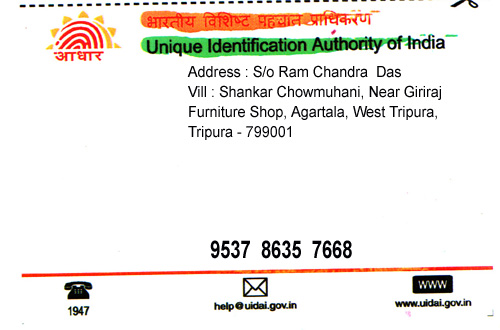 भारतीय विशिष्ट पहचान प्राधिकरण
आधार
Unique Identification Authority of India
Address : S/o Ram Chandra Das
Vill : Shankar Chowmuhani, Near Giriraj
Furniture Shop, Agartala, West Tripura,
Tripura - 799001
9537 8635 7668
1947
help@uidai.gov.in
WWW
www.uidai.gov.in